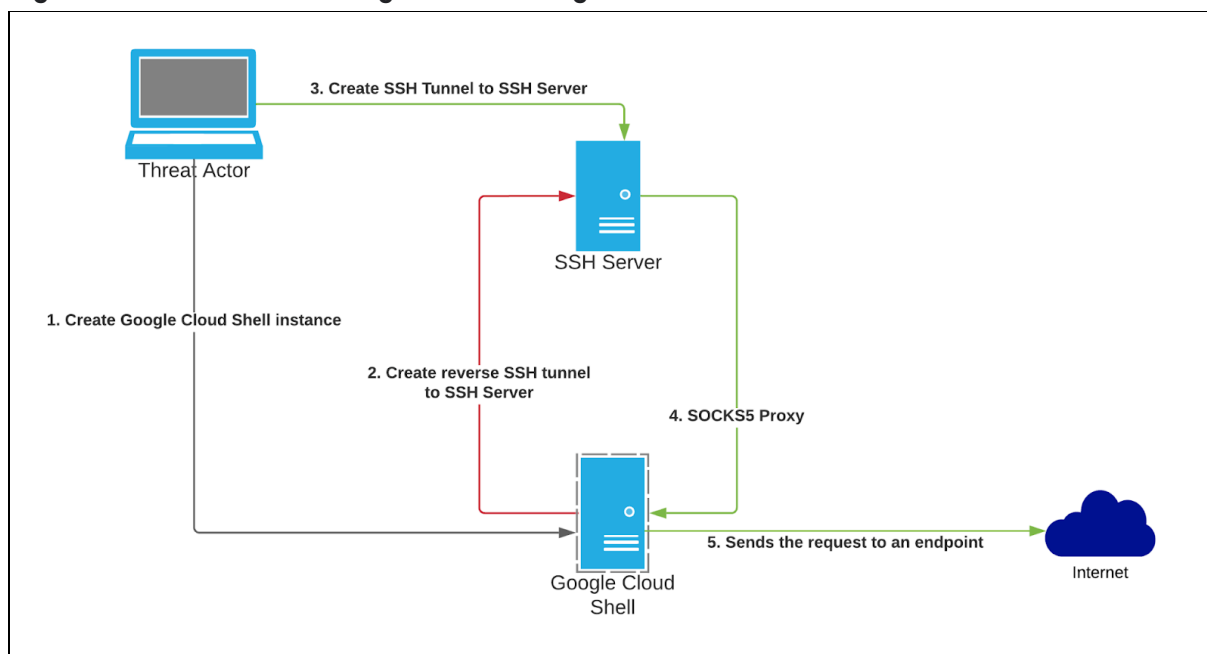 3. Create SSH Tunnel to SSH Server
Threat Actor
SSH Server
1. Create Google Cloud Shell instance
2. Create reverse SSH tunnel
to SSH Server
4. SOCKS5 Proxy
5. Sends the request to an endpoint
Google Cloud
Shell
Internet